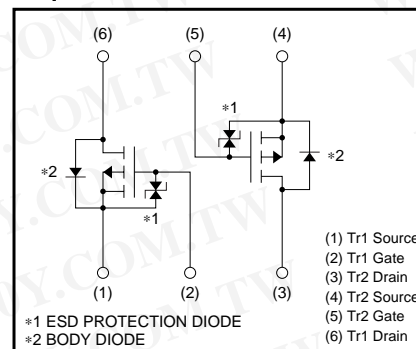 (6) (5) (4)
*1
*2 *2
*1
(1) (2) (3)
(1) Tr1 Source
(2) Tr1 Gate
(3) Tr2 Drain
(4) Tr2 Source
(5) Tr2 Gate
(6) Tr1 Drain
*1 ESD PROTECTION DIODE
*2 BODY DIODE